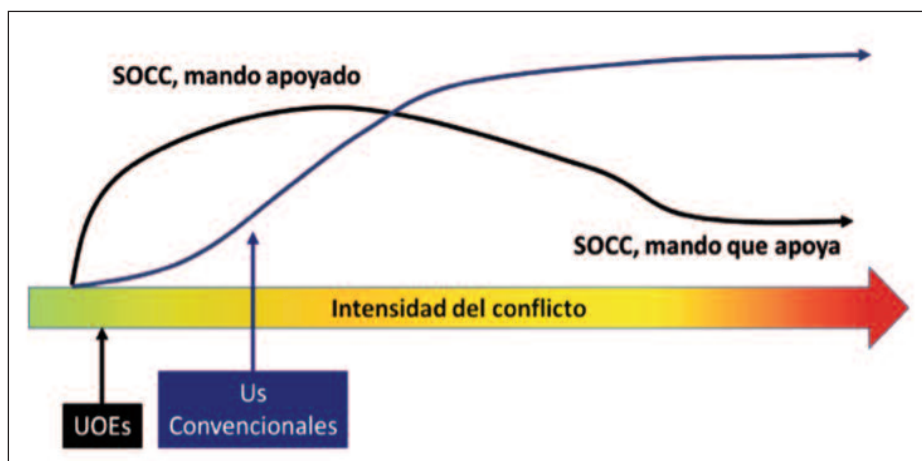 SOCC, mando apoyado
SOCC, mando que apoya
Intensidad del conflicto
UOEs
Us
Convencionales